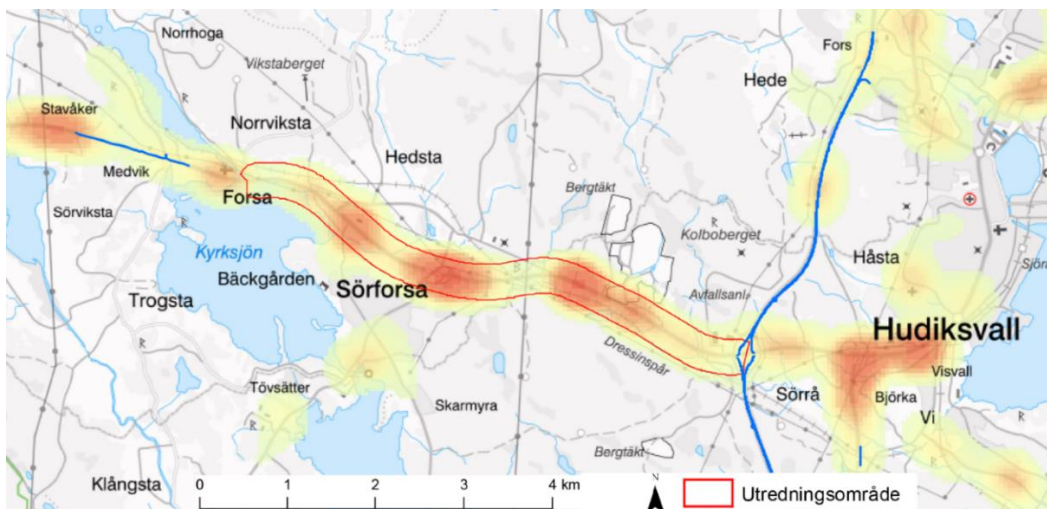 Norrhoga
Fors
Vikstaberget
Hede
Stavåker
Norrviksta
Hedsta
Medvik
Bergtäkt
Forsa
Sörviksta
Kolboberget
Kyrksjön
Håsta
Bäckgården
Sörforsa
Avfallsanl.
Trogsta
Hudiksvall
Dressinspår
Visvall
Tövsätter
Sörrå
Björka
Skarmyra
Vi
Bergtäkt
Klångsta
0 1 2 3 4 km
N
Utredningsområde